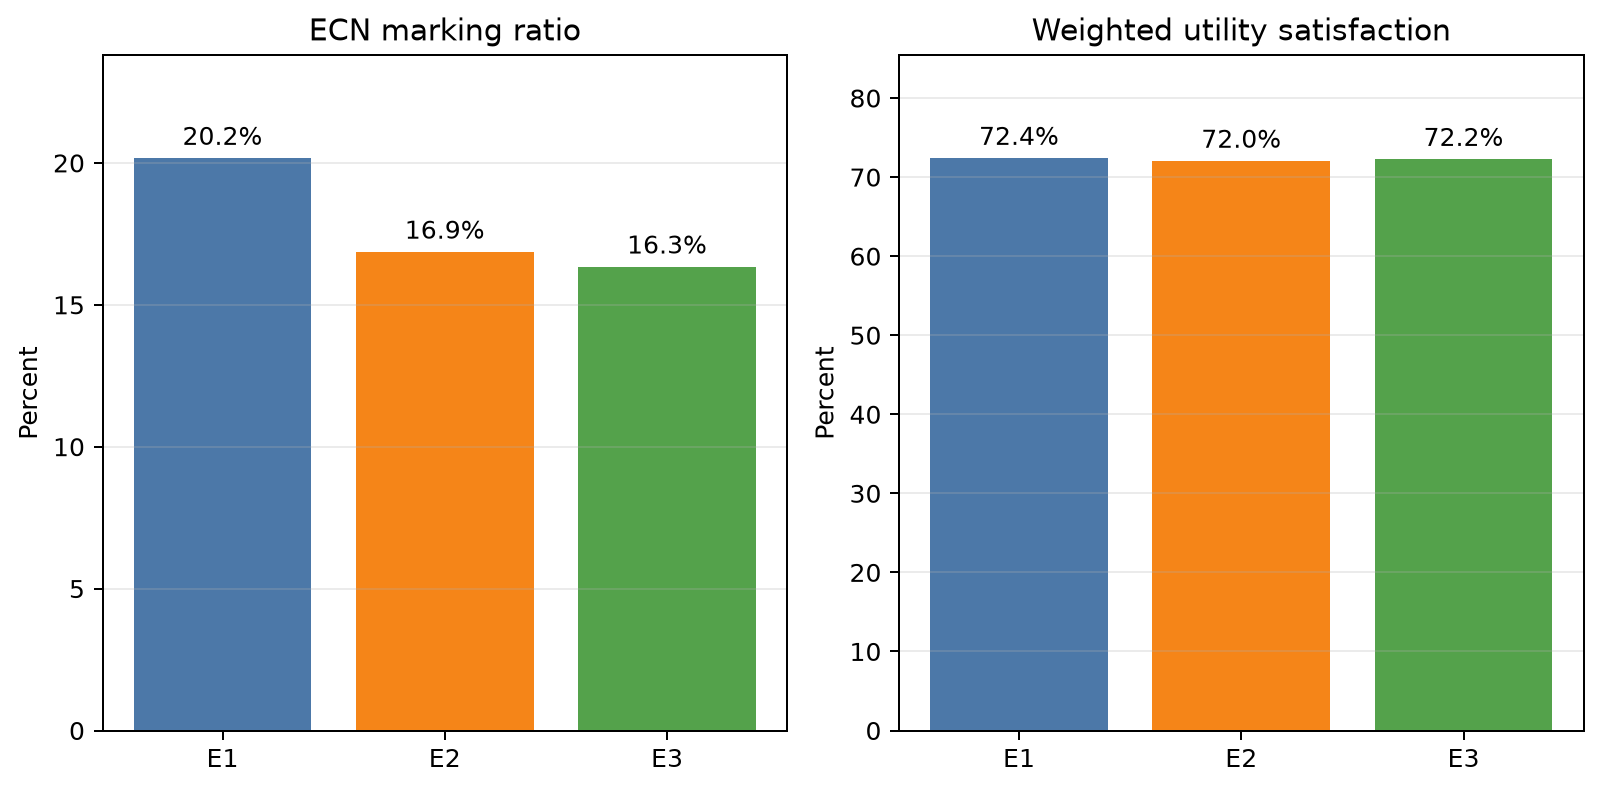 ECN marking ratio
Percent
20
15
10
5
0
20.2%
16.9%
16.3%
E1
E2
E3
Weighted utility satisfaction
Percent
80
70
60
50
40
30
20
10
0
72.4%
72.0%
72.2%
E1
E2
E3